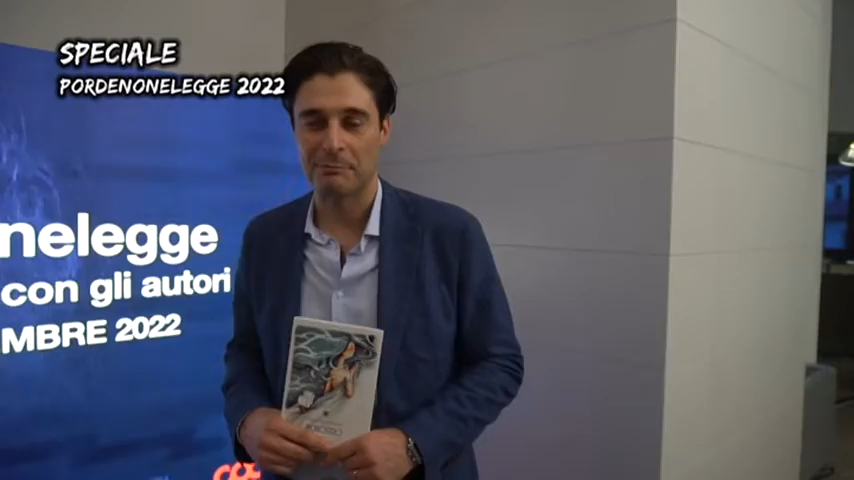 SPECIALE
PORDENONELEGGE 2022
nelegge
con gli autori
MBRE 2022